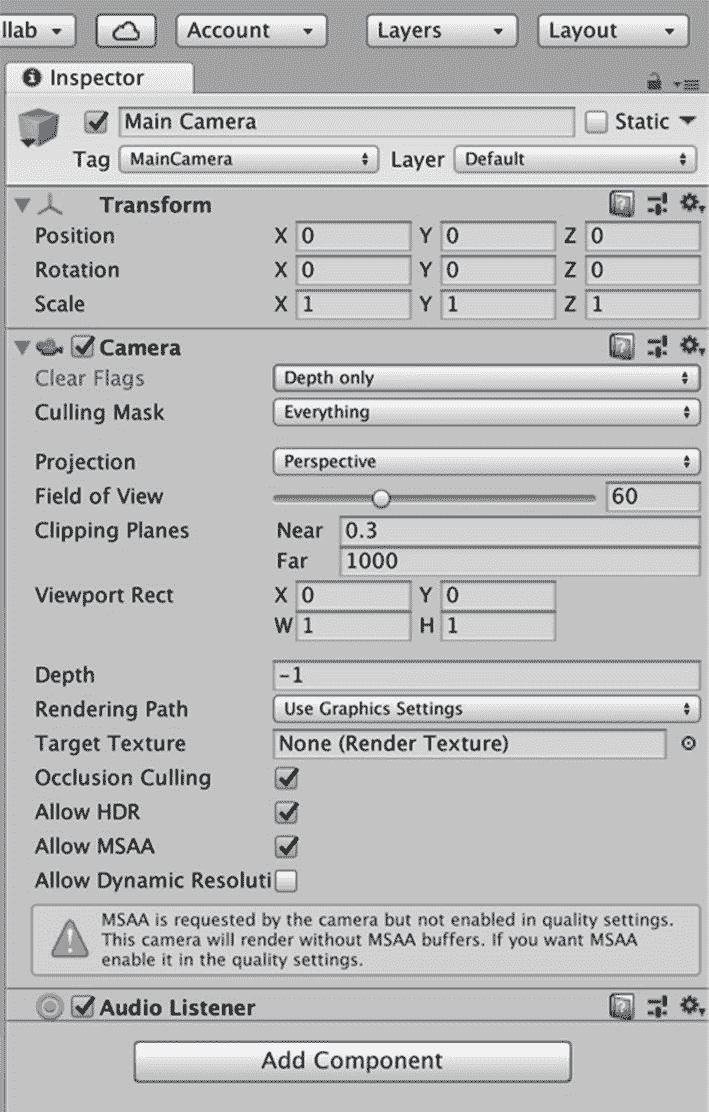 llab Account Layers Layout
Inspector
Main Camera Static
Tag MainCamera Layer Default
Transform
Position X 0 Y 0 Z 0
Rotation X 0 Y 0 Z 0
Scale X 1 Y 1 Z 1
Camera
Clear Flags Depth only
Culling Mask Everything
Projection Perspective
Field of View 60
Clipping Planes Near 0.3
Far 1000
Viewport Rect X 0 Y 0
W 1 H 1
Depth -1
Rendering Path Use Graphics Settings
Target Texture None (Render Texture)
Occlusion Culling
Allow HDR
Allow MSAA
Allow Dynamic Resoluti
MSAA is requested by the camera but not enabled in quality settings.
This camera will render without MSAA buffers. If you want MSAA
enable it in the quality settings.
Audio Listener
Add Component